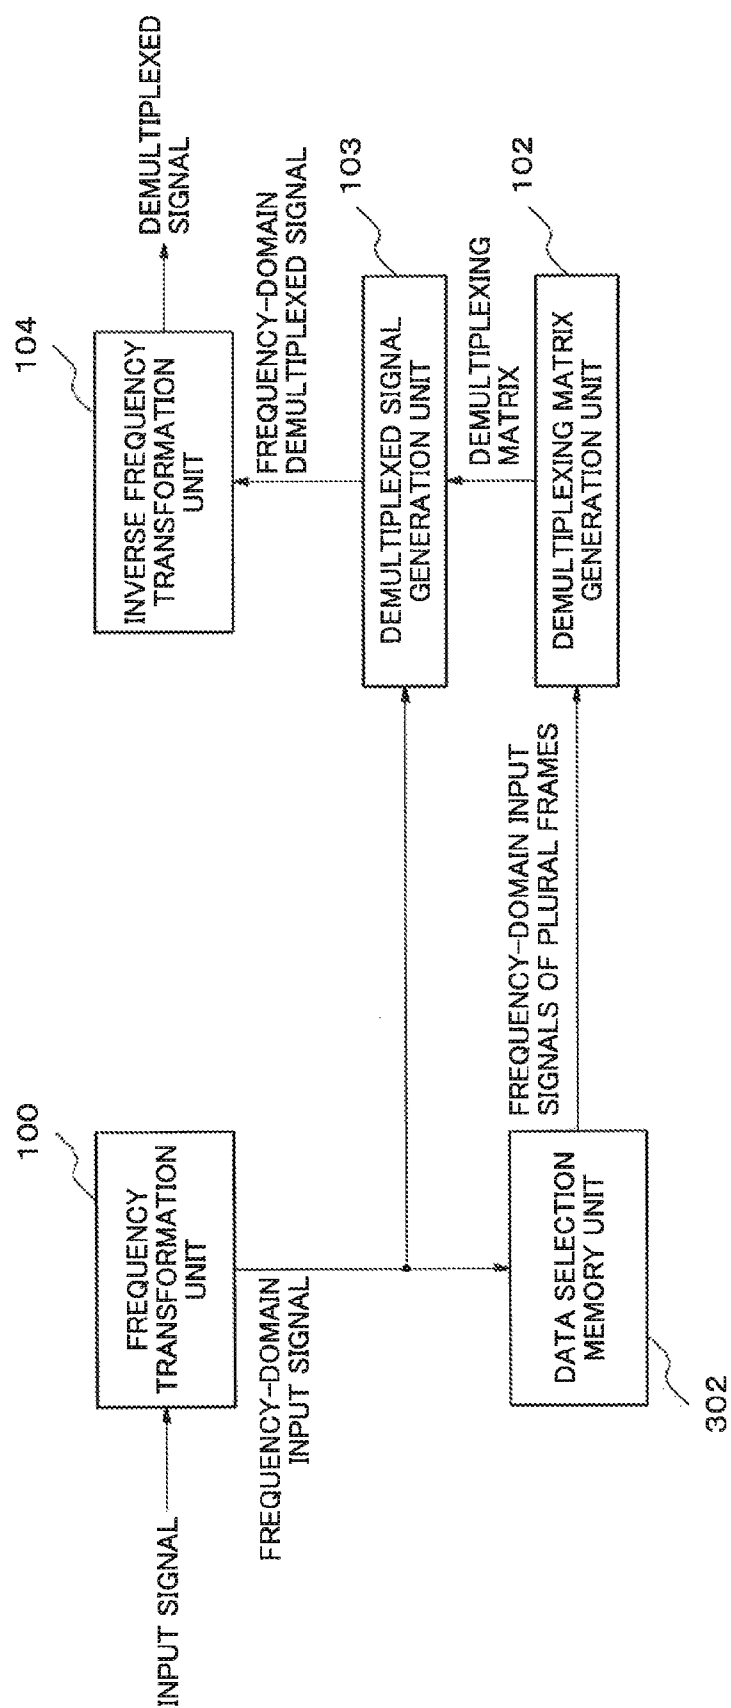 INPUT SIGNAL
100
FREQUENCY
TRANSFORMATION
UNIT
FREQUENCY-DOMAIN
INPUT SIGNAL
302
DATA SELECTION
MEMORY UNIT
FREQUENCY-DOMAIN INPUT
SIGNALS OF PLURAL FRAMES
104
INVERSE FREQUENCY
TRANSFORMATION
UNIT
DEMULTIPLEXED
SIGNAL
FREQUENCY-DOMAIN
DEMULTIPLEXED SIGNAL
103
DEMULTIPLEXED SIGNAL
GENERATION UNIT
DEMULTIPLEXING
MATRIX
102
DEMULTIPLEXING MATRIX
GENERATION UNIT